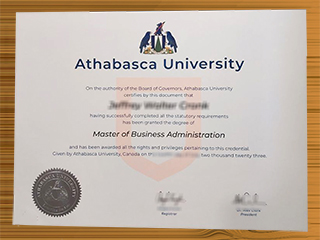 Athabasca University
On the authority of the Board of Governors, Athabasca University
certifies by this document that
having successfully completed all the statutory requirements
has been granted the degree of
Master of Business Administration
and has been awarded all the rights and privileges pertaining to this credential.
Given by Athabasca University, Canada on two thousand twenty three.
Registrar
President